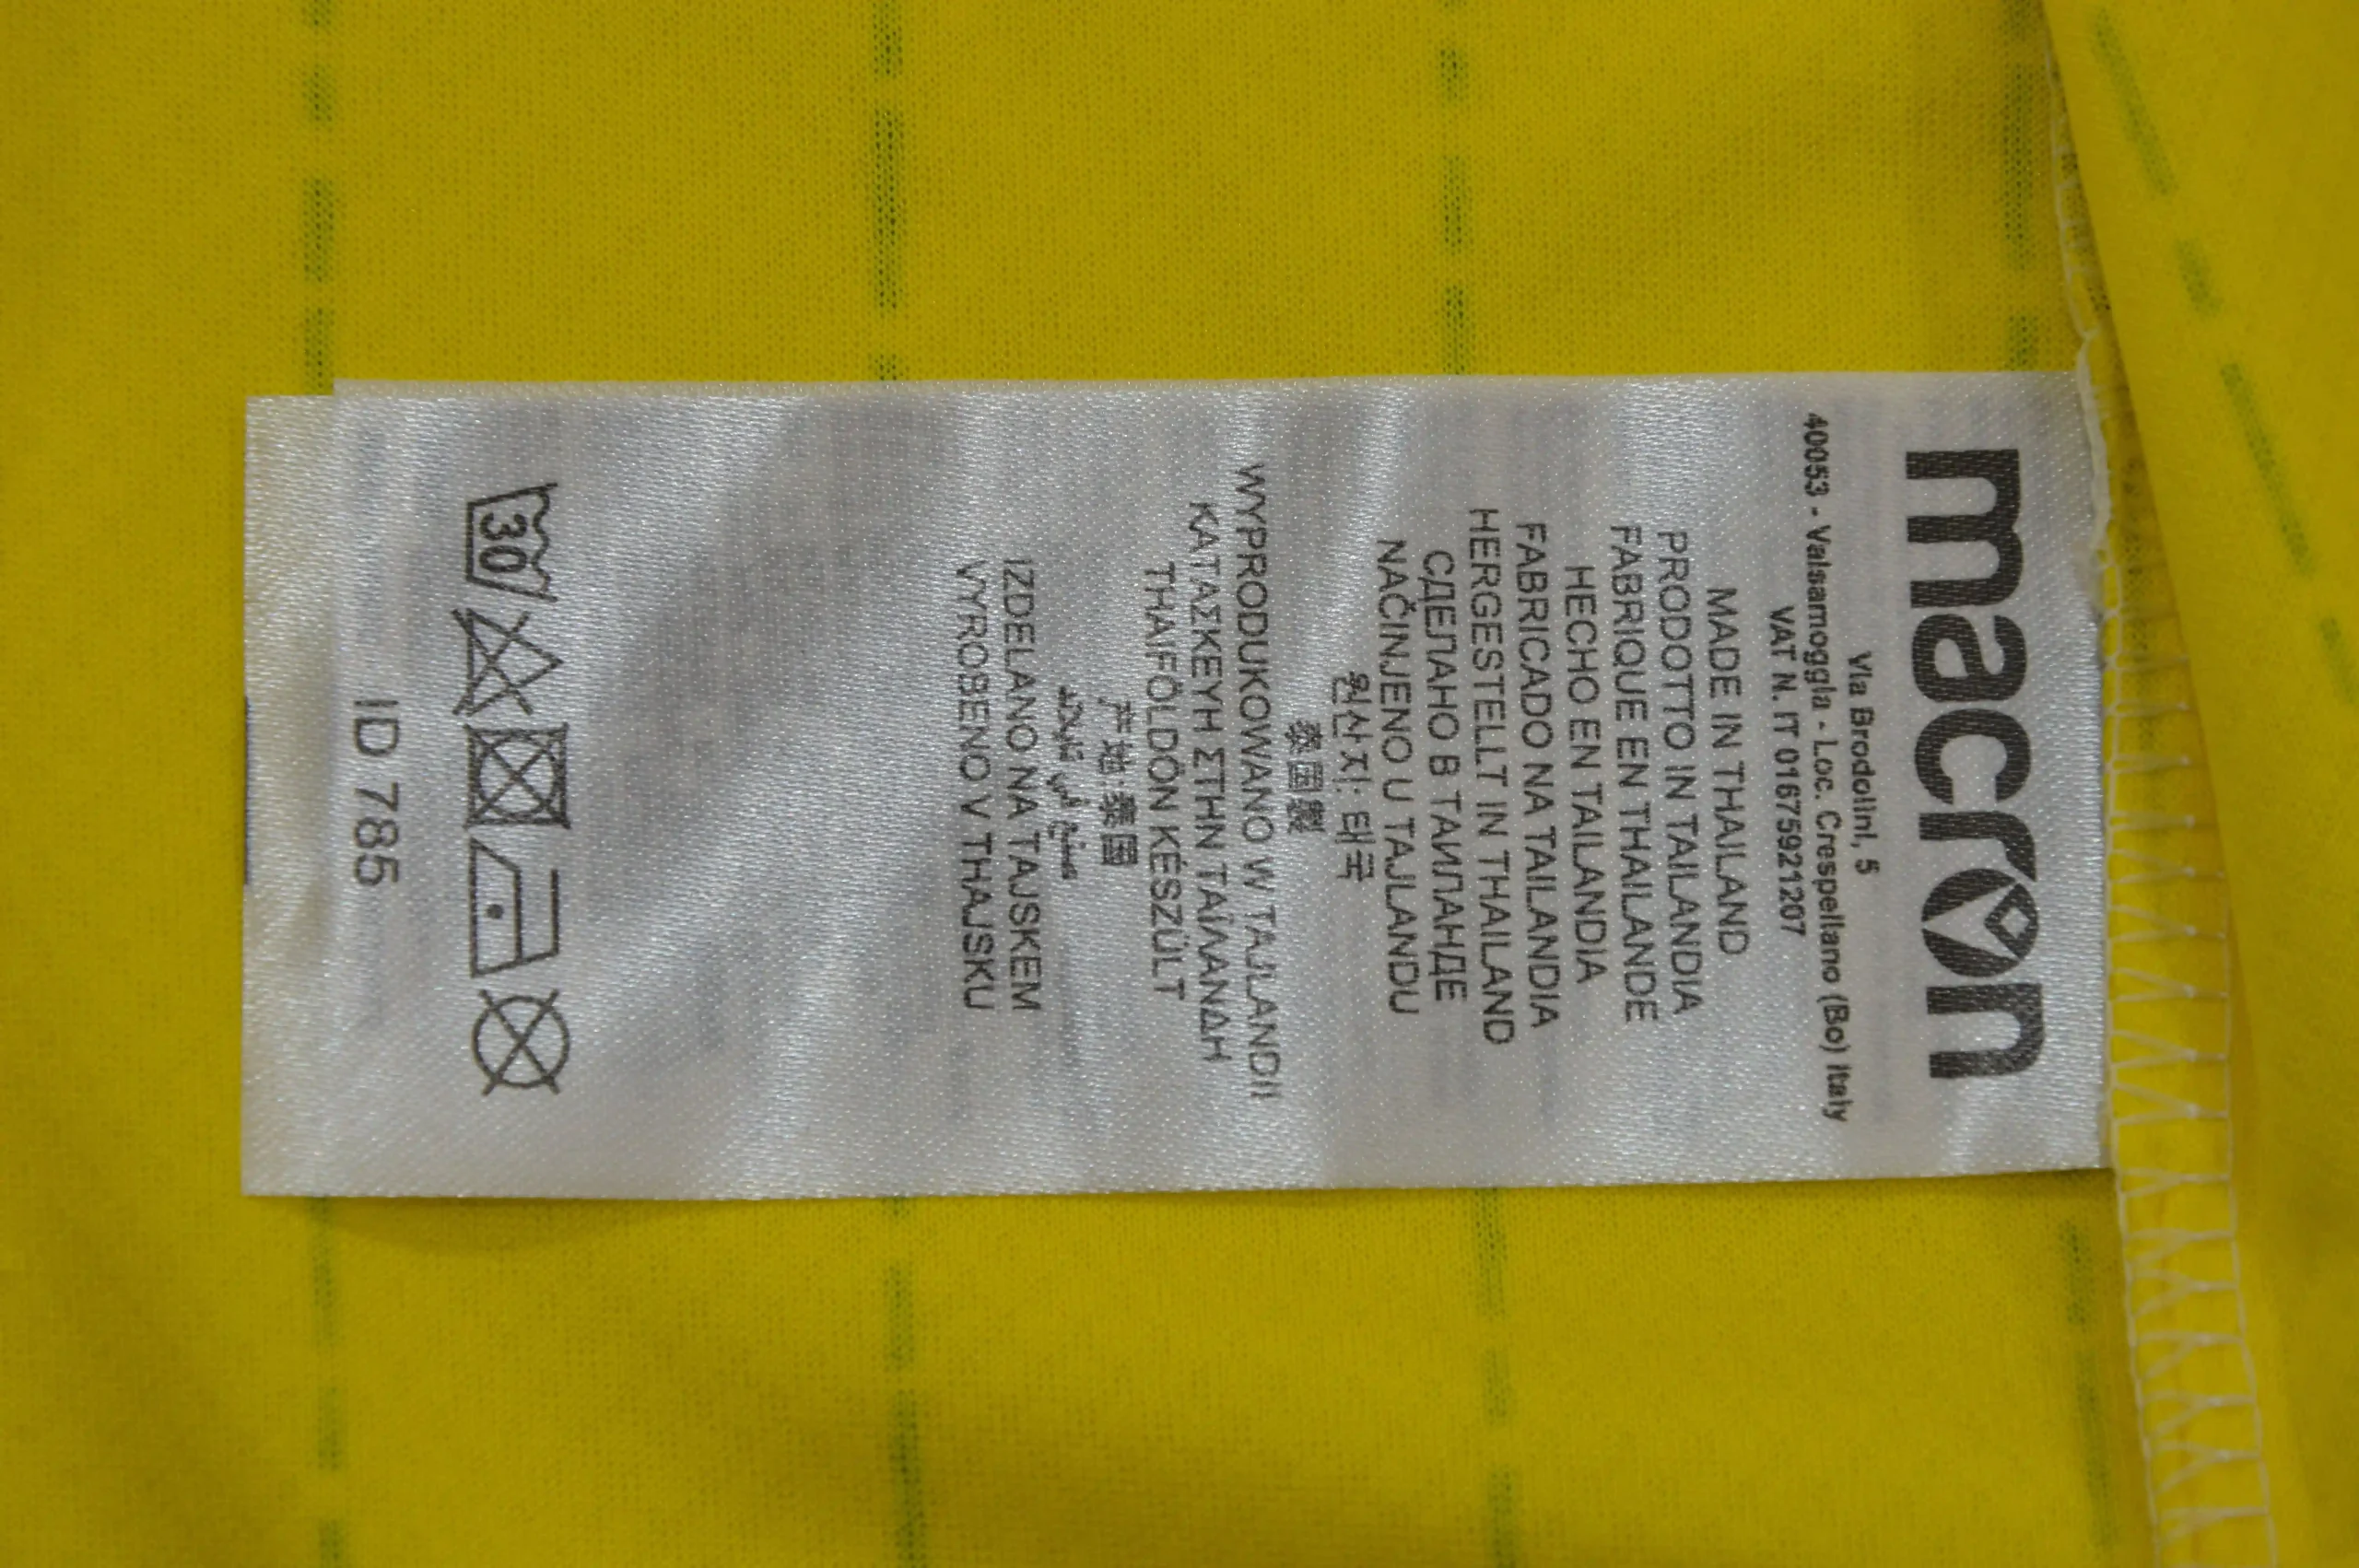 macron
Via Brodolini, 5
40053 - Valsamoggia - Loc. Crespellano (Bo) Italy
VAT N. IT 01675921207
MADE IN THAILAND
PRODOTTO IN TAILANDIA
FABRIQUE EN THAILANDE
HECHO EN TAILANDIA
FABRICADO NA TAILANDIA
HERGESTELLT IN THAILAND
СДЕЛАНО В ТАИЛАНДЕ
NAČINJENO U TAJLANDU
원산지: 태국
泰国製
WYPRODUKOWANO W TAJLANDII
ΚΑΤΑΣΚΕΥΗ ΣΤΗΝ ΤΑΪΛΑΝΔΗ
THAIFÖLDÖN KÉSZÜLT
产地 泰国
صنع في تايلاند
IZDELANO NA TAJSKEM
VYROBENO V THAJSKU
30
ID 785